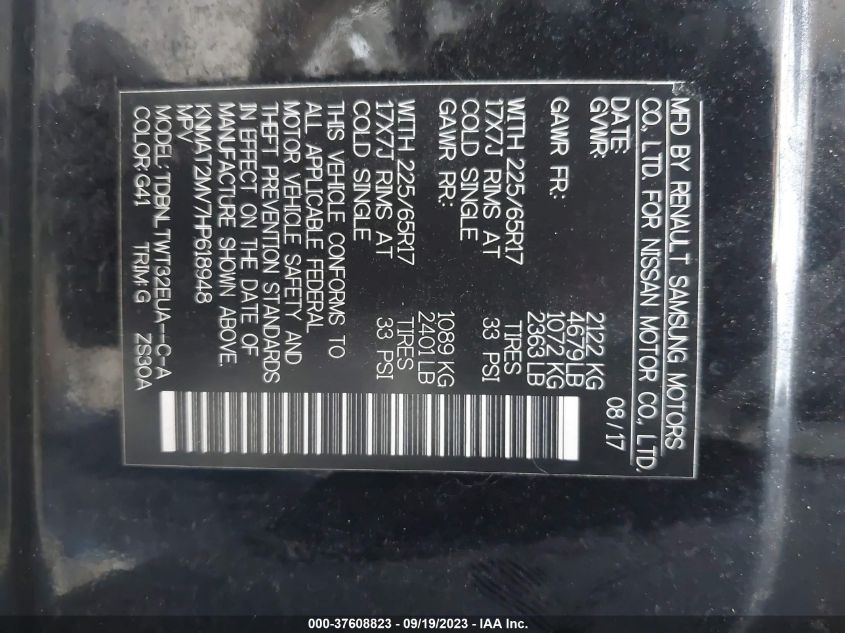 MFD BY RENAULT SAMSUNG MOTORS
CO., LTD. FOR NISSAN MOTOR CO., LTD.
DATE: 08/17
GVWR: 2122 KG
4679 LB
GAWR FR: 1072 KG
2363 LB
WITH 225/65R17 TIRES
17X7J RIMS AT 33 PSI
COLD SINGLE
GAWR RR: 1089 KG
2401 LB
WITH 225/65R17 TIRES
17X7J RIMS AT 33 PSI
COLD SINGLE
THIS VEHICLE CONFORMS TO
ALL APPLICABLE FEDERAL
MOTOR VEHICLE SAFETY AND
THEFT PREVENTION STANDARDS
IN EFFECT ON THE DATE OF
MANUFACTURE SHOWN ABOVE.
KNMAT2MV7HP618948
MPV
MODEL: TDBNLTWT32EUA--C-A
COLOR:G41 TRIM:G ZS30A
000-37608823 - 09/19/2023 - IAA Inc.